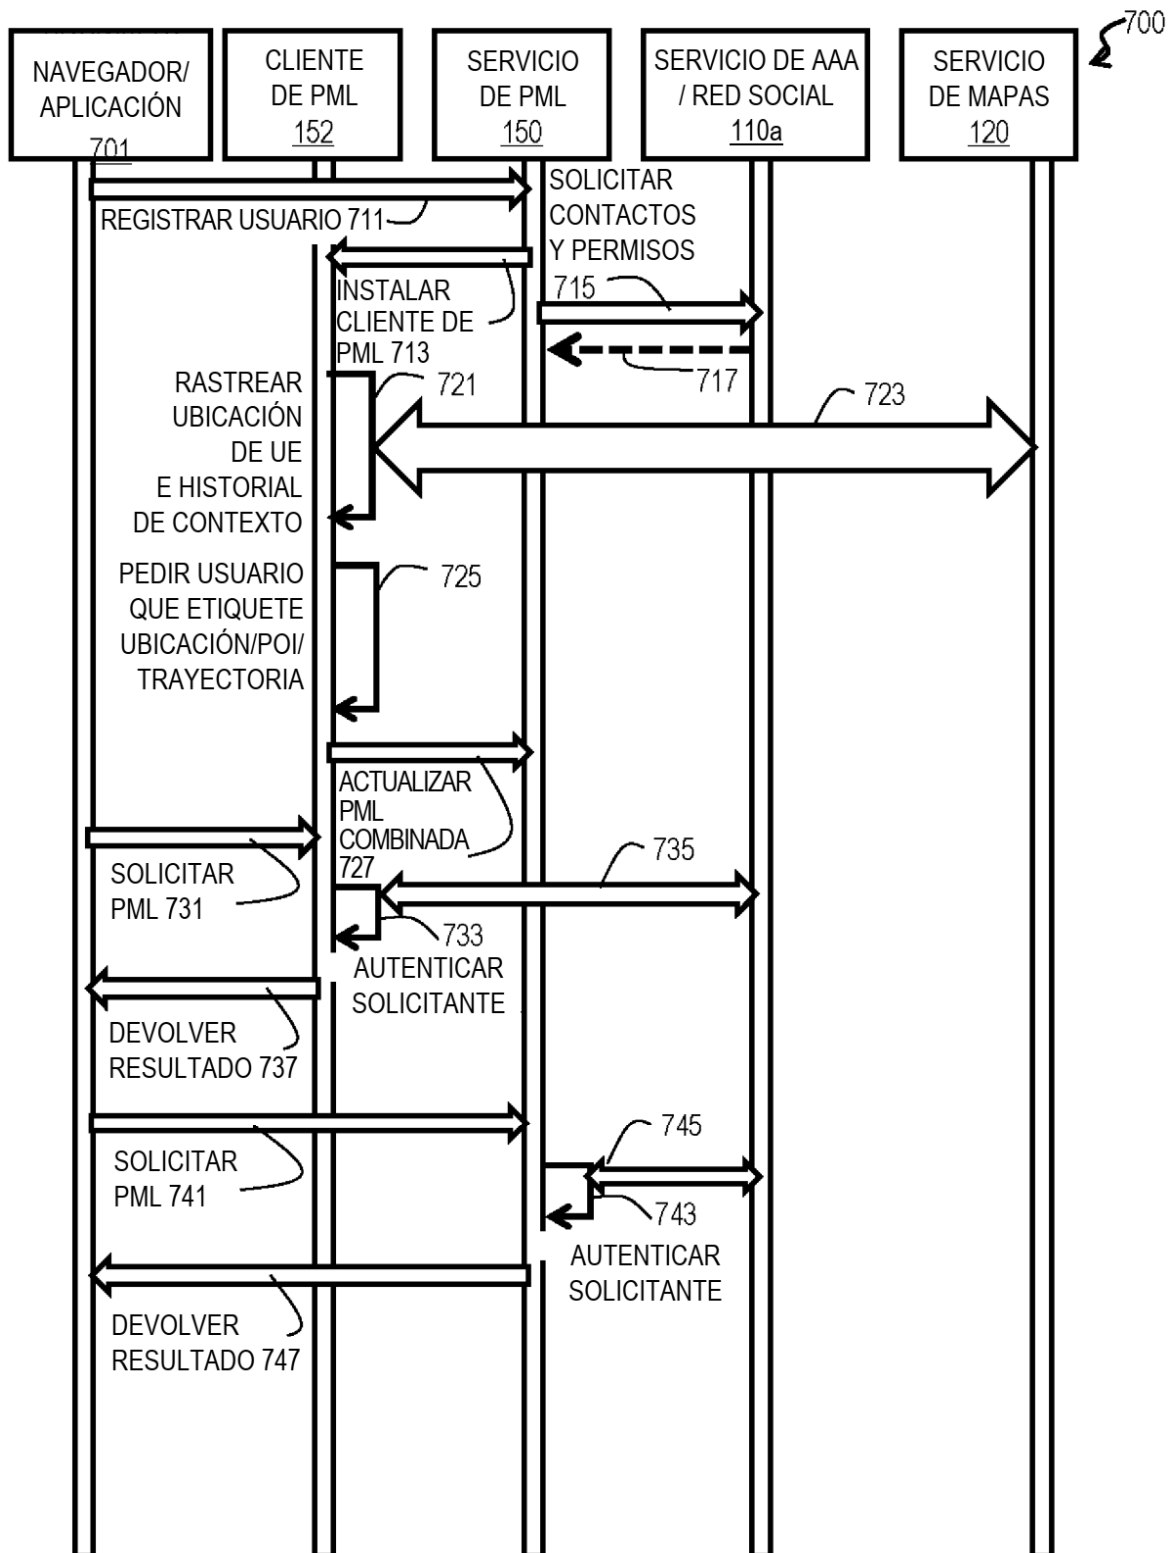 700
NAVEGADOR/
APLICACIÓN
701
CLIENTE
DE PML
152
SERVICIO
DE PML
150
SERVICIO DE AAA
/ RED SOCIAL
110a
SERVICIO
DE MAPAS
120
REGISTRAR USUARIO 711
SOLICITAR
CONTACTOS
Y PERMISOS
715
INSTALAR
CLIENTE DE
PML 713
717
RASTREAR
UBICACIÓN
DE UE
E HISTORIAL
DE CONTEXTO
721
723
PEDIR USUARIO
QUE ETIQUETE
UBICACIÓN/POI/
TRAYECTORIA
725
ACTUALIZAR
PML
COMBINADA
727
SOLICITAR
PML 731
735
733
AUTENTICAR
SOLICITANTE
DEVOLVER
RESULTADO 737
SOLICITAR
PML 741
745
743
AUTENTICAR
SOLICITANTE
DEVOLVER
RESULTADO 747